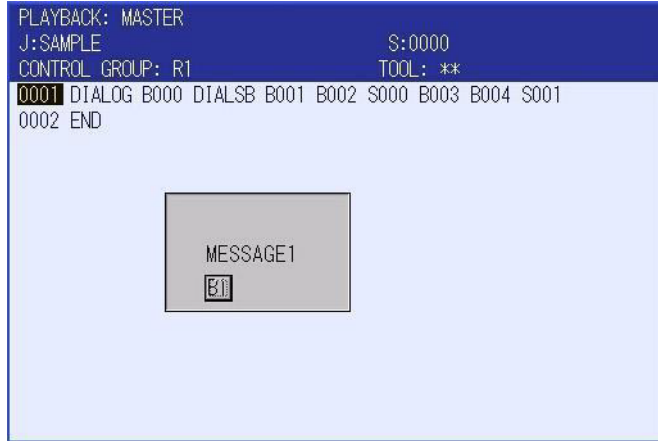 PLAYBACK: MASTER
J:SAMPLE S:0000
CONTROL GROUP: R1 TOOL: **
0001 DIALOG B000 DIALSB B001 B002 S000 B003 B004 S001
0002 END
MESSAGE1
B1